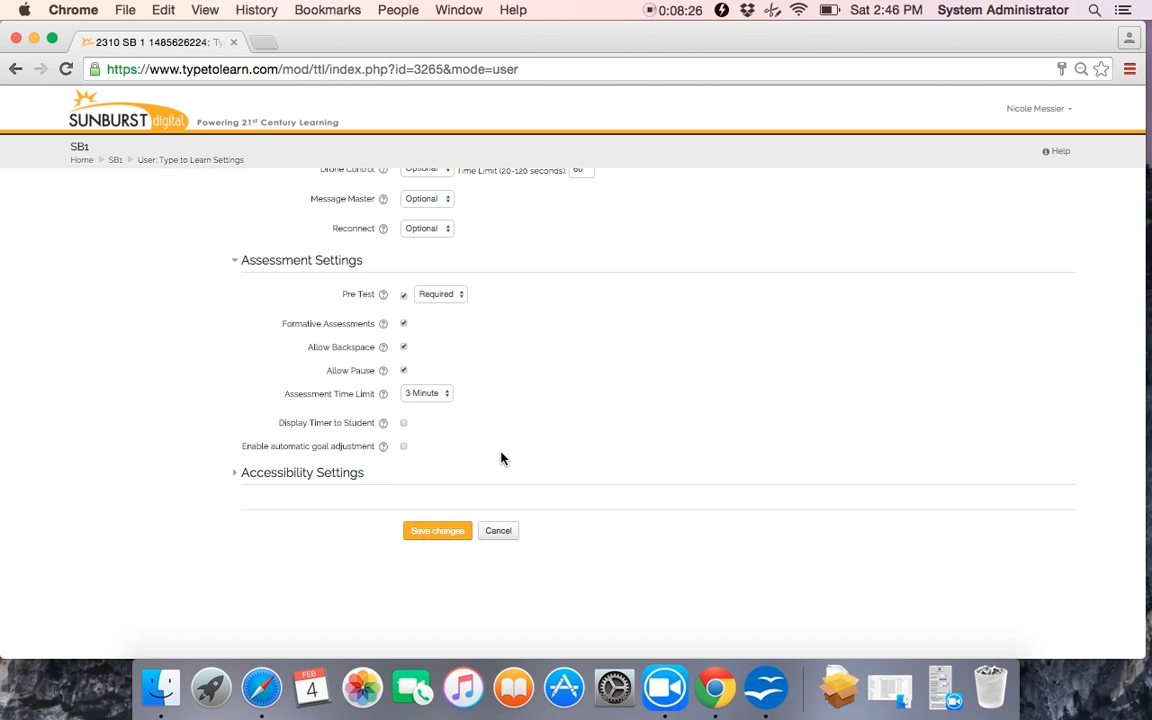 Chrome File Edit View History Bookmarks People Window Help 0:08:26 Sat 2:46 PM System Administrator
2310 SB 1 1485626224: Ty
https://www.typetolearn.com/mod/ttl/index.php?id=3265&mode=user
SUNBURST digital Powering 21st Century Learning
Nicole Messier
SB1
Home SB1 User: Type to Learn Settings
Help
Drone Control Optional Time Limit (20-120 seconds): 60
Message Master Optional
Reconnect Optional
Assessment Settings
Pre Test Required
Formative Assessments
Allow Backspace
Allow Pause
Assessment Time Limit 3 Minute
Display Timer to Student
Enable automatic goal adjustment
Accessibility Settings
Save changes Cancel
FEB
4